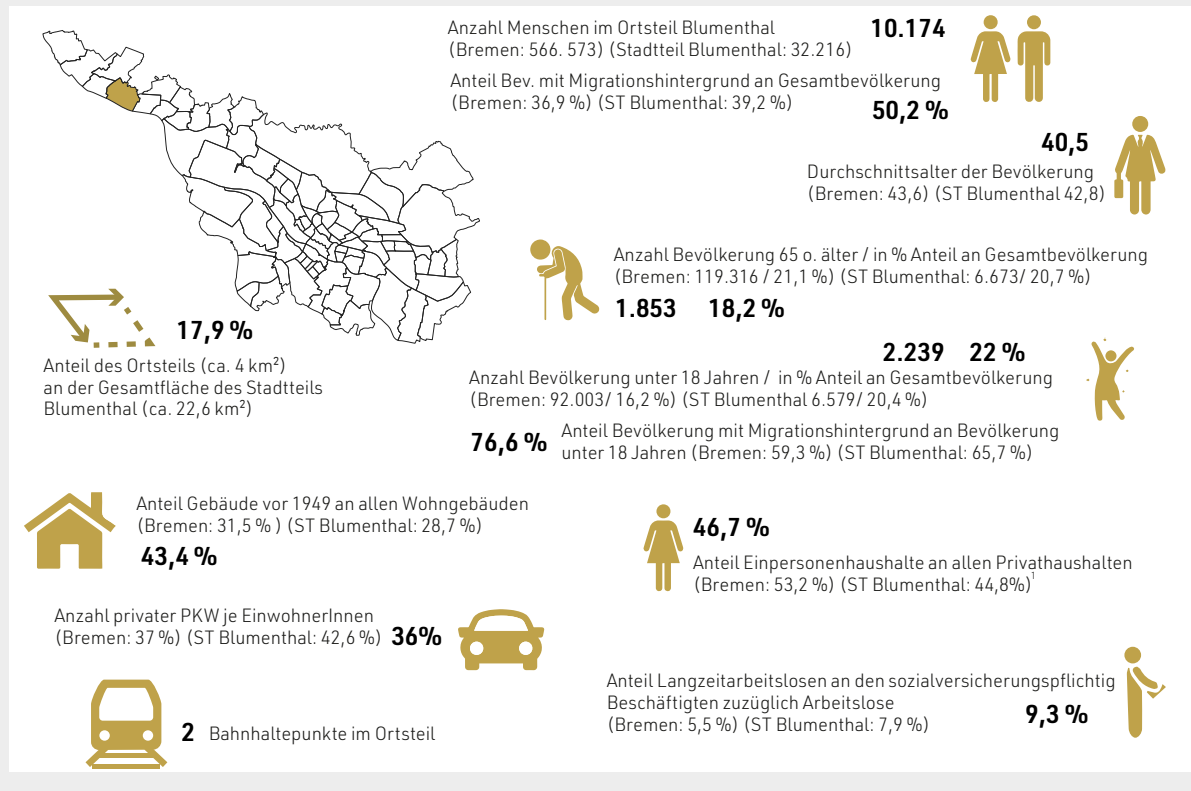 Anzahl Menschen im Ortsteil Blumenthal 10.174
(Bremen: 566. 573) (Stadtteil Blumenthal: 32.216)
Anteil Bev. mit Migrationshintergrund an Gesamtbevölkerung
(Bremen: 36,9 %) (ST Blumenthal: 39,2 %)
50,2 %
40,5
Durchschnittsalter der Bevölkerung
(Bremen: 43,6) (ST Blumenthal 42,8)
Anzahl Bevölkerung 65 o. älter / in % Anteil an Gesamtbevölkerung
(Bremen: 119.316 / 21,1 %) (ST Blumenthal: 6.673/ 20,7 %)
1.853 18,2 %
17,9 %
Anteil des Ortsteils (ca. 4 km²)
an der Gesamtfläche des Stadtteils
Blumenthal (ca. 22,6 km²)
2.239 22 %
Anzahl Bevölkerung unter 18 Jahren / in % Anteil an Gesamtbevölkerung
(Bremen: 92.003/ 16,2 %) (ST Blumenthal 6.579/ 20,4 %)
76,6 % Anteil Bevölkerung mit Migrationshintergrund an Bevölkerung
unter 18 Jahren (Bremen: 59,3 %) (ST Blumenthal: 65,7 %)
Anteil Gebäude vor 1949 an allen Wohngebäuden
(Bremen: 31,5 % ) (ST Blumenthal: 28,7 %)
43,4 %
46,7 %
Anteil Einpersonenhaushalte an allen Privathaushalten
(Bremen: 53,2 %) (ST Blumenthal: 44,8%)¹
Anzahl privater PKW je EinwohnerInnen
(Bremen: 37 %) (ST Blumenthal: 42,6 %) 36%
Anteil Langzeitarbeitslosen an den sozialversicherungspflichtig
Beschäftigten zuzüglich Arbeitslose
(Bremen: 5,5 %) (ST Blumenthal: 7,9 %)
9,3 %
2 Bahnhaltepunkte im Ortsteil